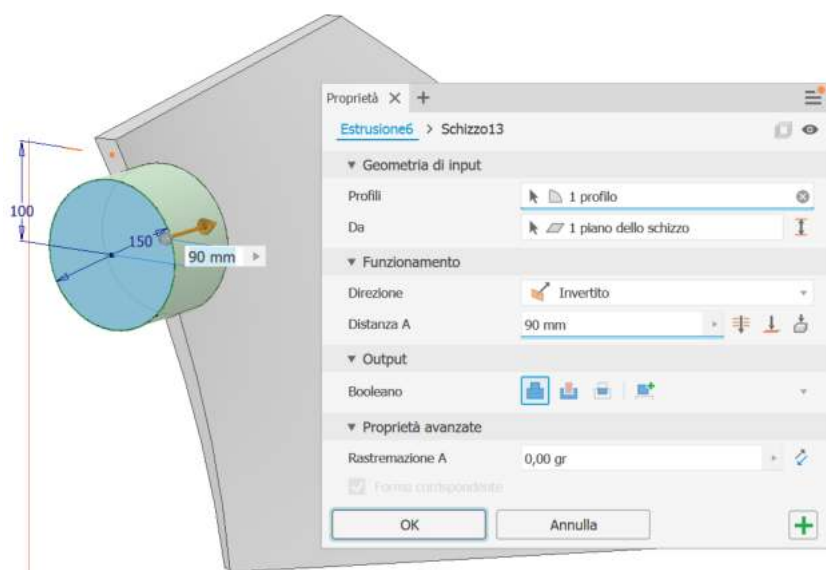 Proprietà
Estrusione6 > Schizzo13
Geometria di input
Profili 1 profilo
Da 1 piano dello schizzo
Funzionamento
Direzione Invertito
Distanza A 90 mm
Output
Booleano
Proprietà avanzate
Rastremazione A 0,00 gr
Forma corrispondente
OK Annulla
100
150
90 mm